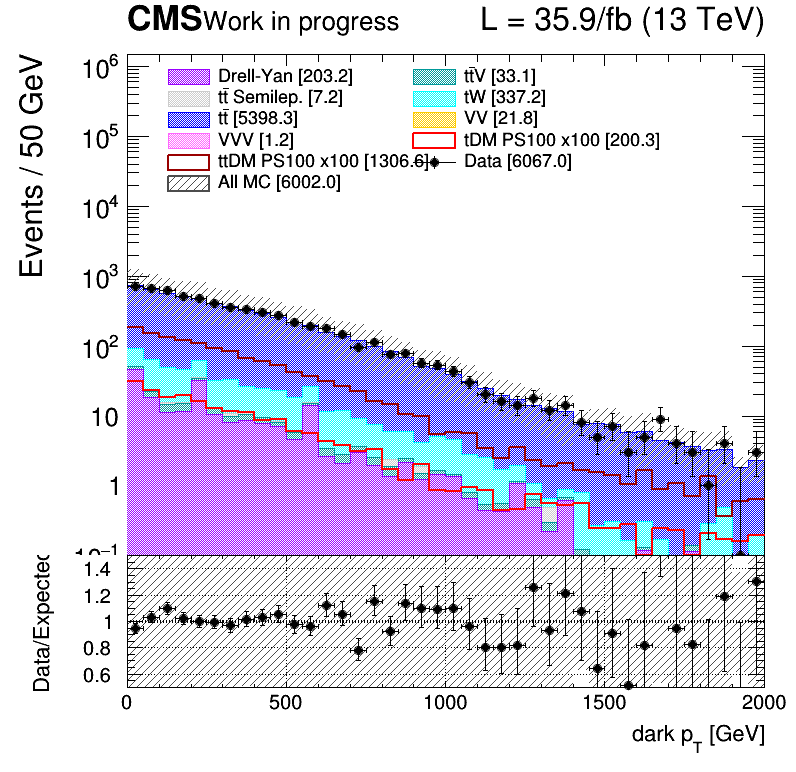 CMS Work in progress L = 35.9/fb (13 TeV)
Events / 50 GeV
10⁶
10⁵
10⁴
10³
10²
10
1
10⁻¹
Drell-Yan [203.2] tt̄V [33.1]
tt̄ Semilep. [7.2] tW [337.2]
tt̄ [5398.3] VV [21.8]
VVV [1.2] tDM PS100 x100 [200.3]
ttDM PS100 x100 [1306.6] Data [6067.0]
All MC [6002.0]
Data/Expected
1.4
1.2
1
0.8
0.6
0 500 1000 1500 2000
dark p_T [GeV]